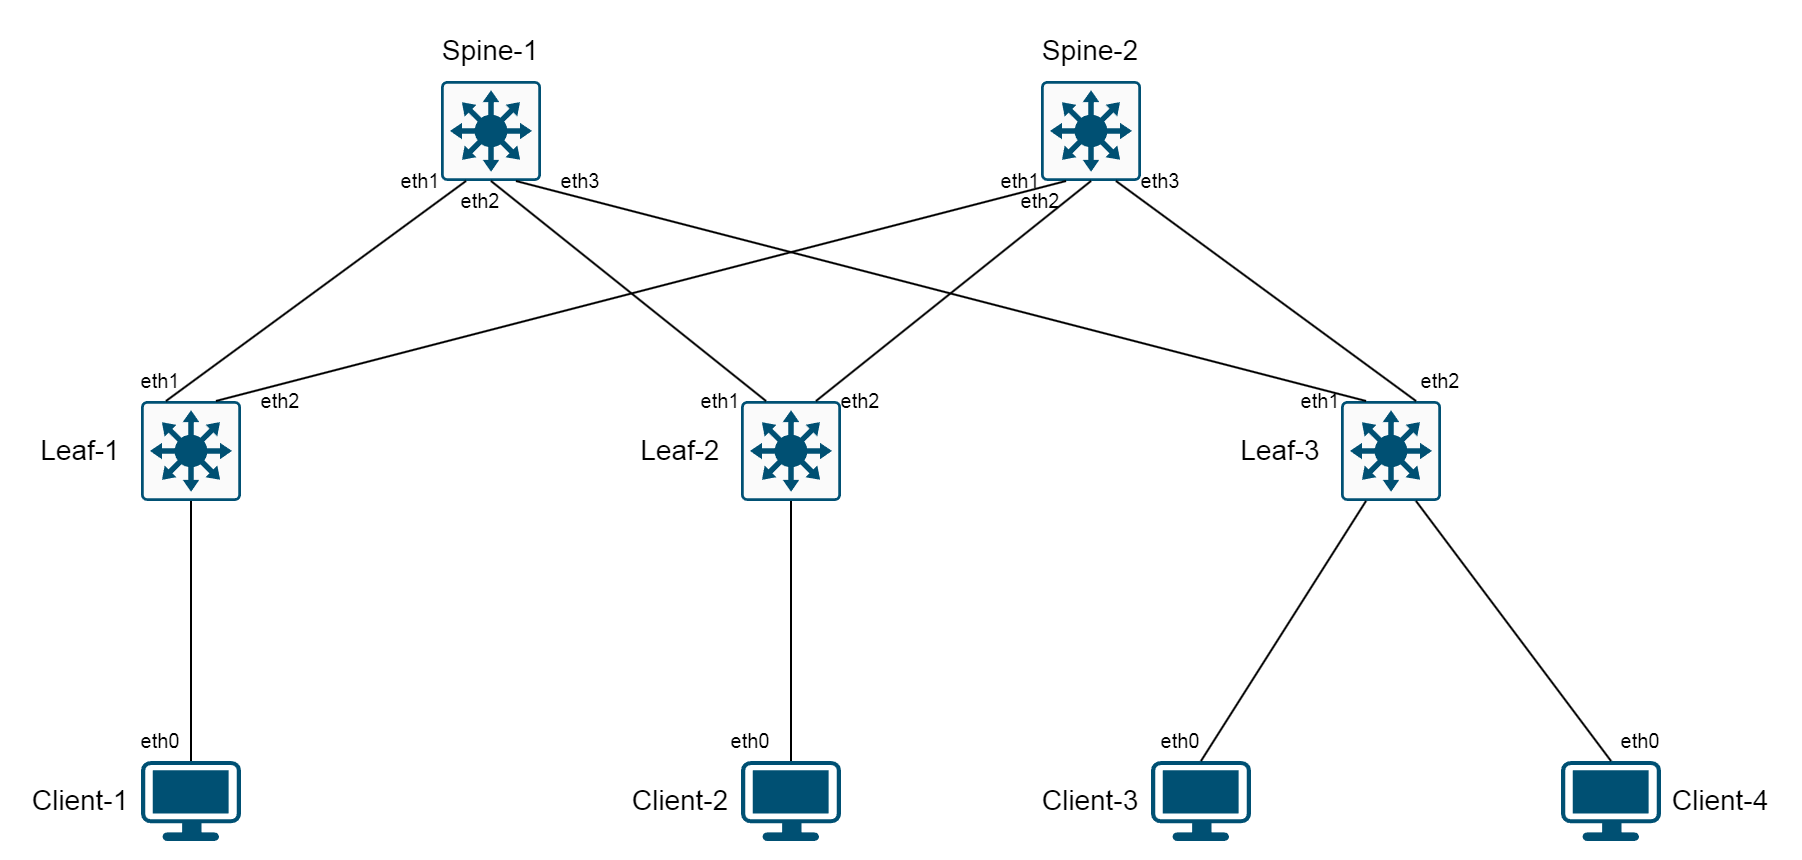 Spine-1
Spine-2
eth1
eth3
eth1
eth3
eth2
eth2
eth1
eth2
eth2
eth1
eth2
eth1
Leaf-1
Leaf-2
Leaf-3
eth0
eth0
eth0
eth0
Client-1
Client-2
Client-3
Client-4